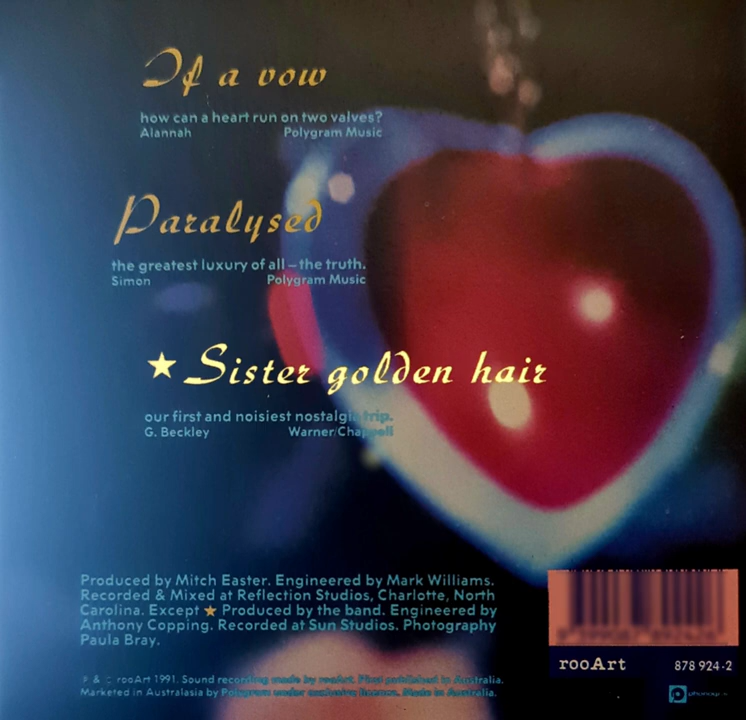 If a vow
how can a heart run on two valves?
Alannah Polygram Music
Paralysed
the greatest luxury of all – the truth.
Simon Polygram Music
★ Sister golden hair
our first and noisiest nostalgic trip.
G. Beckley Warner/Chappell
Produced by Mitch Easter. Engineered by Mark Williams.
Recorded & Mixed at Reflection Studios, Charlotte, North
Carolina. Except ★ Produced by the band. Engineered by
Anthony Copping. Recorded at Sun Studios. Photography
Paula Bray.
℗ & © rooArt 1991. Sound recording made by rooArt. First published in Australia.
Marketed in Australasia by Polygram under exclusive licence. Made in Australia.
rooArt 878 924-2